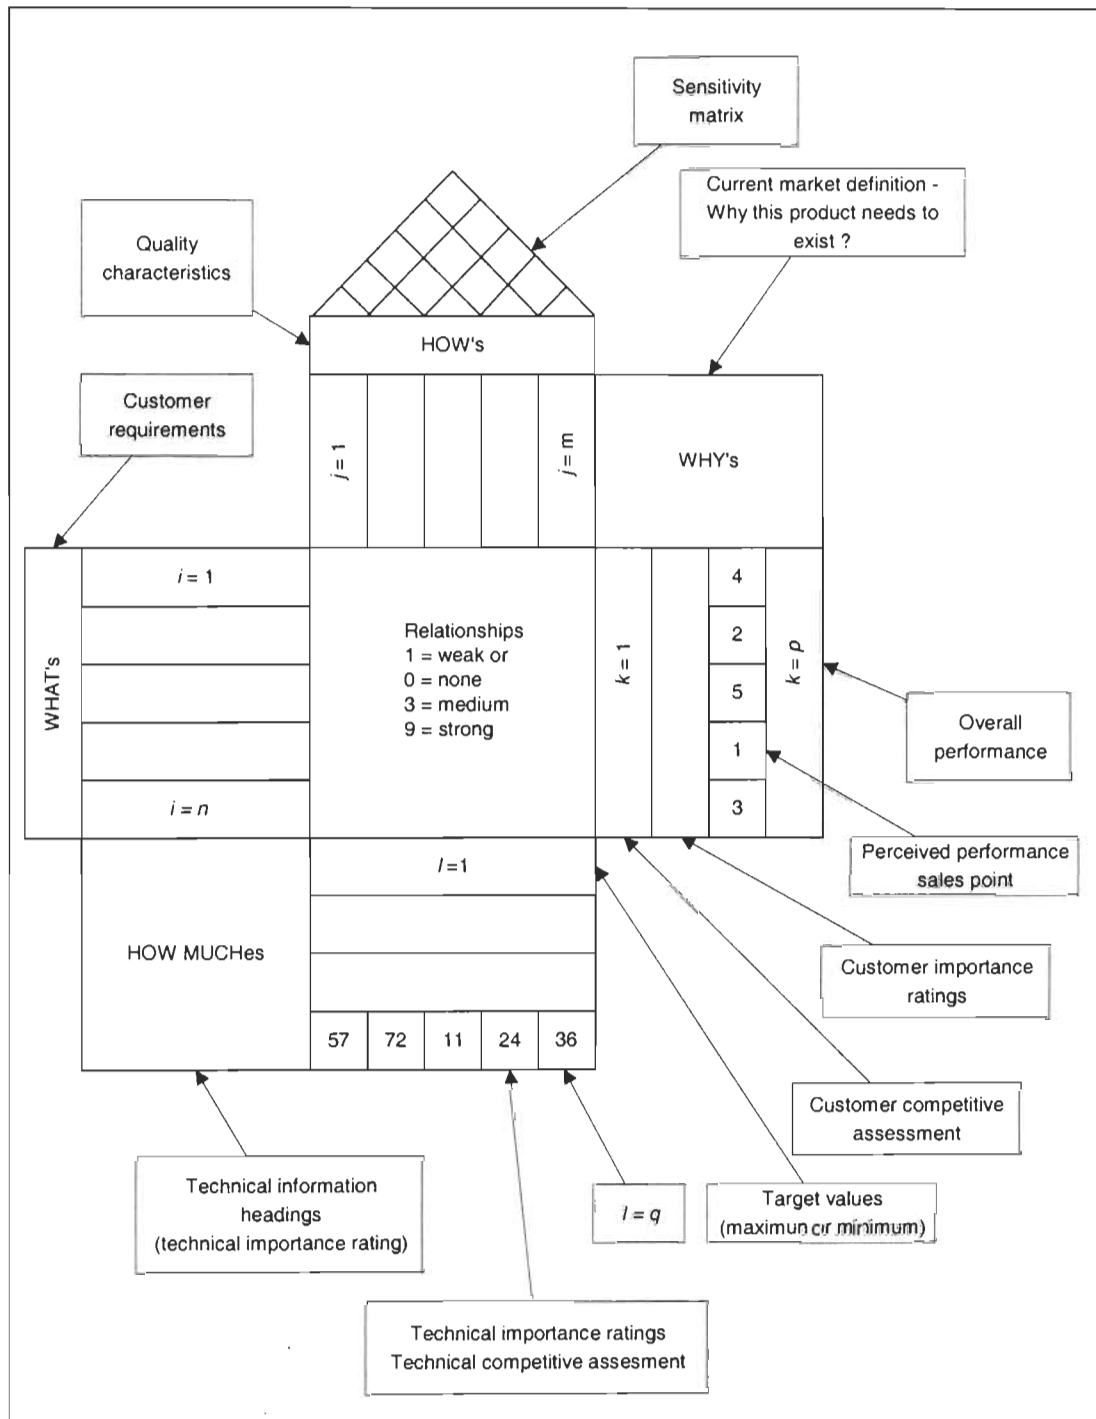 Sensitivity
matrix
Current market definition -
Why this product needs to
exist ?
Quality
characteristics
HOW's
Customer
requirements
j = 1
j = m
WHY's
WHAT's
i = 1
i = n
Relationships
1 = weak or
0 = none
3 = medium
9 = strong
k = 1
4
2
5
1
3
k = p
Overall
performance
Perceived performance
sales point
l = 1
HOW MUCHes
Customer importance
ratings
57 72 11 24 36
Customer competitive
assessment
Technical information
headings
(technical importance rating)
l = q
Target values
(maximun or minimum)
Technical importance ratings
Technical competitive assesment